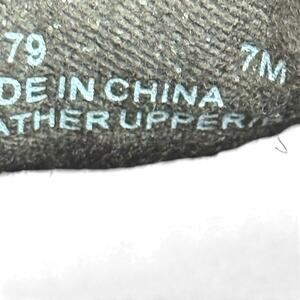 79 7M
DE IN CHINA
ATHER UPPER